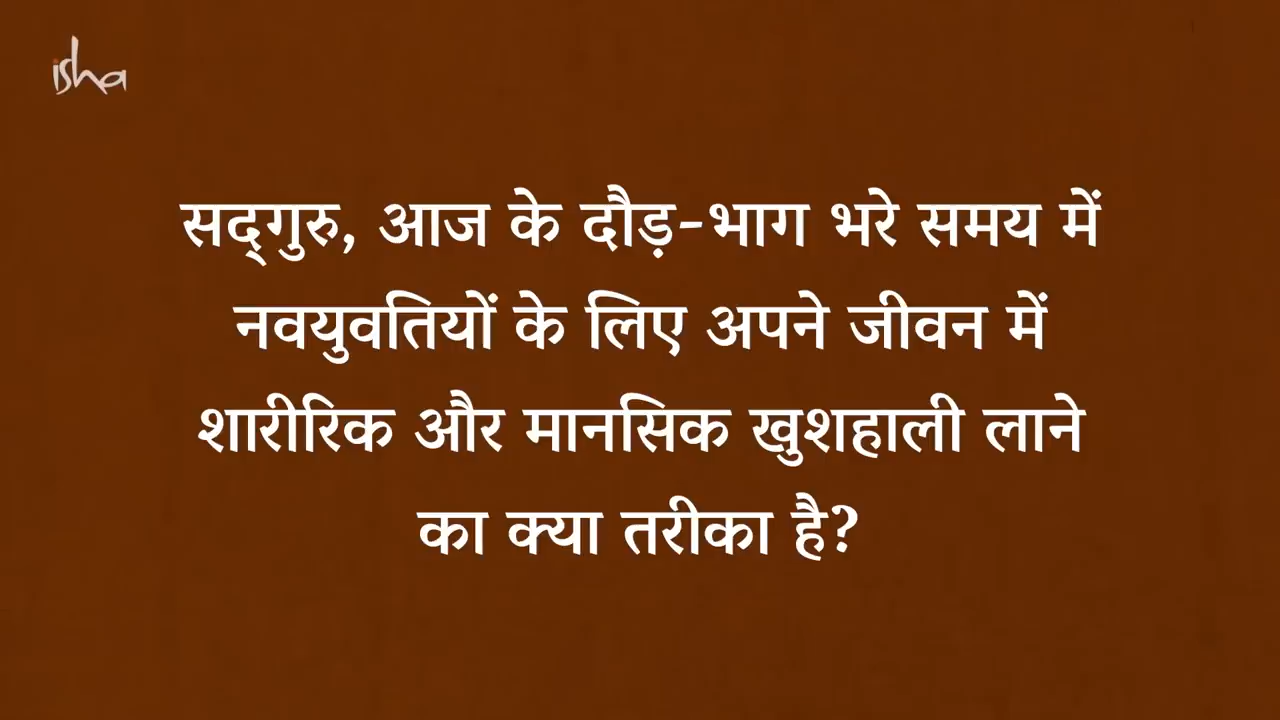 isha
सद्गुरु, आज के दौड़-भाग भरे समय में
नवयुवतियों के लिए अपने जीवन में
शारीरिक और मानसिक खुशहाली लाने
का क्या तरीका है?